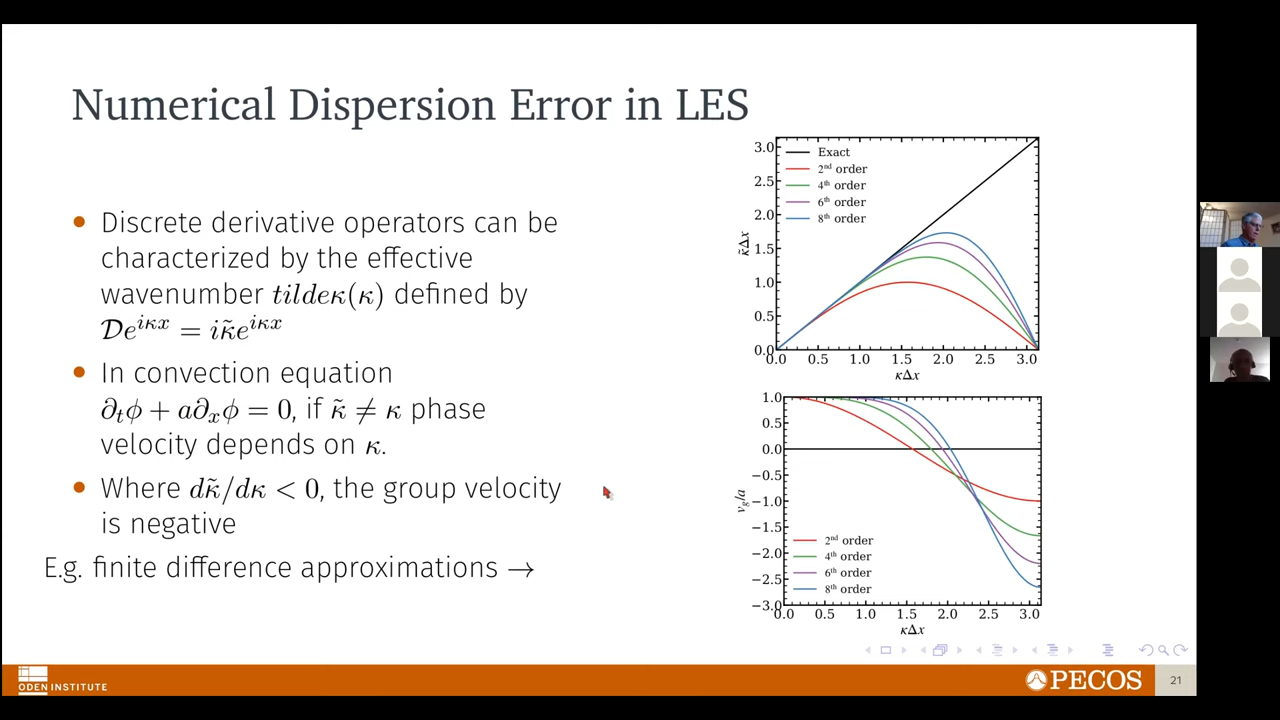 Numerical Dispersion Error in LES
• Discrete derivative operators can be
characterized by the effective
wavenumber tildeκ(κ) defined by
𝒟e^{iκx} = iκ̃e^{iκx}
• In convection equation
∂ₜϕ + a∂ₓϕ = 0, if κ̃ ≠ κ phase
velocity depends on κ.
• Where dκ̃/dκ < 0, the group velocity
is negative
E.g. finite difference approximations →
Exact
2nd order
4th order
6th order
8th order
3.0
2.5
2.0
1.5
1.0
0.5
0.0
κ̃Δx
0.0 0.5 1.0 1.5 2.0 2.5 3.0
κΔx
1.0
0.5
0.0
−0.5
−1.0
−1.5
−2.0
−2.5
−3.0
v_g/a
2nd order
4th order
6th order
8th order
0.0 0.5 1.0 1.5 2.0 2.5 3.0
κΔx
ODEN INSTITUTE
PECOS
21